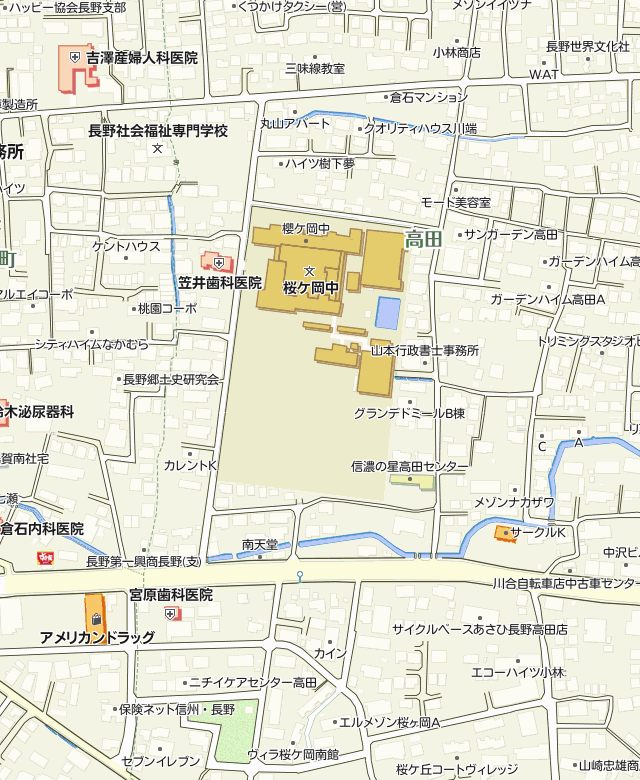 ハッピー協会長野支部
くつかけタクシー(営)
メゾンイイヅナ
吉澤産婦人科医院
小林商店
長野世界文化社
三味線教室
WAT
製造所
倉石マンション
丸山アパート
クオリティハウス川端
長野社会福祉専門学校
務所
ハイツ樹下夢
イツ
モート美容室
櫻ケ岡中
高田
サンガーデン高田
ケントハウス
町
笠井歯科医院
桜ケ岡中
ガーデンハイム高
アルエイコーポ
桃園コーポ
ガーデンハイム高田A
シティハイムなかむら
山本行政書士事務所
トリミングスタジオピ
長野郷土史研究会
木泌尿器科
グランデドミールB棟
C
A
賀南社宅
カレントK
信濃の星高田センター
七瀬
メゾンナカザワ
倉石内科医院
サークルK
南天堂
長野第一興商長野(支)
中沢ビル
川合自転車店中古車センター
宮原歯科医院
アメリカンドラッグ
サイクルベースあさひ長野高田店
カイン
エコーハイツ小林
ニチイケアセンター高田
保険ネット信州・長野
エルメゾン桜ヶ岡A
セブンイレブン
ヴィラ桜ケ岡南館
桜ケ丘コートヴィレッジ
山崎忠雄商